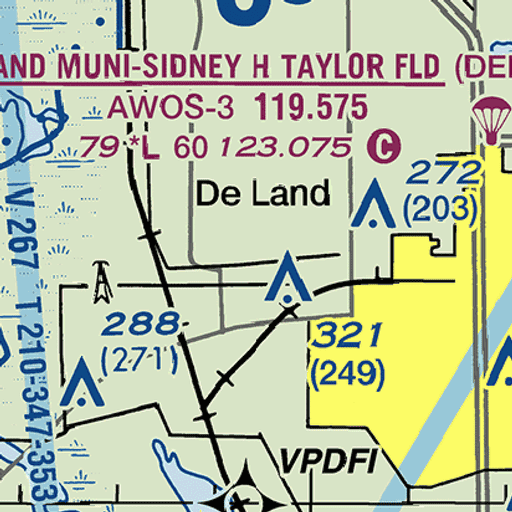 AND MUNI-SIDNEY H TAYLOR FLD (DE
AWOS-3 119.575
79 *L 60 123.075 C
De Land
272
(203)
288
(271)
321
(249)
V 267 T 210-347-353
VPDFI